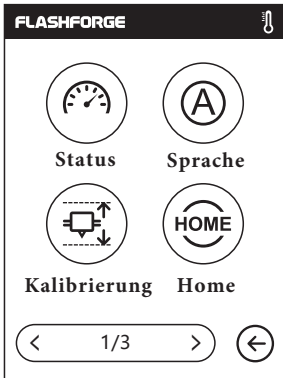 FLASHFORGE
A
Status Sprache
HOME
Kalibrierung Home
< 1/3 >